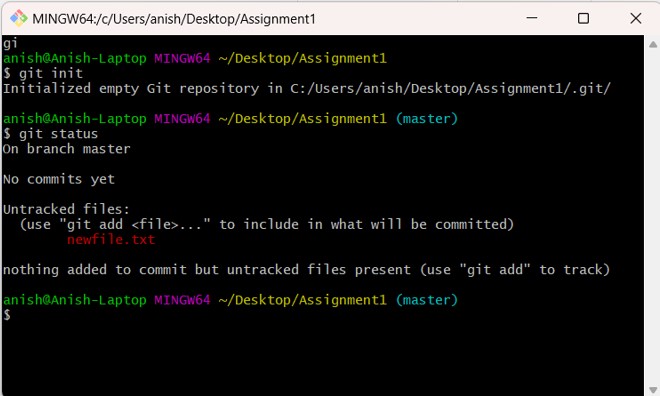 MINGW64:/c/Users/anish/Desktop/Assignment1
gi
anish@Anish-Laptop MINGW64 ~/Desktop/Assignment1
$ git init
Initialized empty Git repository in C:/Users/anish/Desktop/Assignment1/.git/
anish@Anish-Laptop MINGW64 ~/Desktop/Assignment1 (master)
$ git status
On branch master
No commits yet
Untracked files:
(use "git add <file>..." to include in what will be committed)
newfile.txt
nothing added to commit but untracked files present (use "git add" to track)
anish@Anish-Laptop MINGW64 ~/Desktop/Assignment1 (master)
$